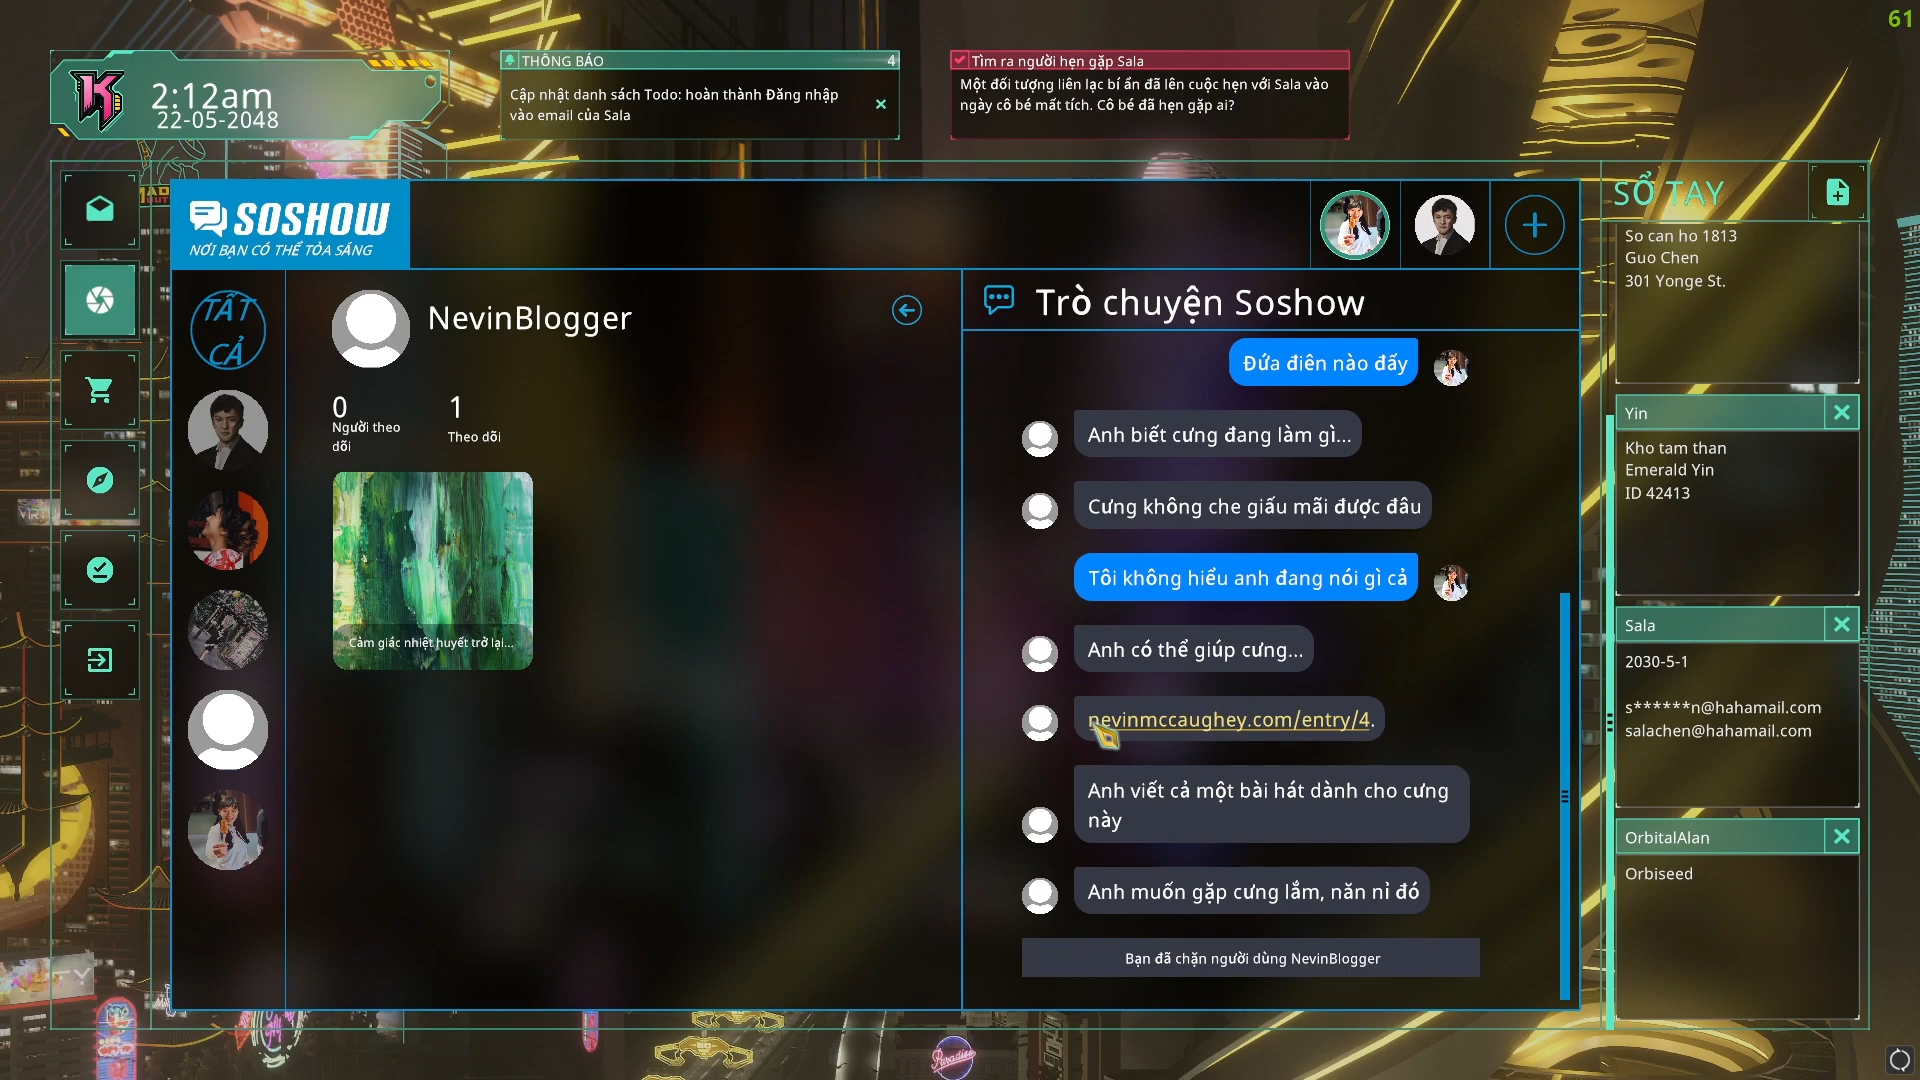 61
2:12am
22-05-2048
THÔNG BÁO
4
Cập nhật danh sách Todo: hoàn thành Đăng nhập
vào email của Sala
Tìm ra người hẹn gặp Sala
Một đối tượng liên lạc bí ẩn đã lên cuộc hẹn với Sala vào
ngày cô bé mất tích. Cô bé đã hẹn gặp ai?
SOSHOW
NƠI BẠN CÓ THỂ TỎA SÁNG
TẤT
CẢ
NevinBlogger
0
Người theo
dõi
1
Theo dõi
Cảm giác nhiệt huyết trở lại...
Trò chuyện Soshow
Đứa điên nào đấy
Anh biết cưng đang làm gì...
Cưng không che giấu mãi được đâu
Tôi không hiểu anh đang nói gì cả
Anh có thể giúp cưng...
nevinmccaughey.com/entry/4.
Anh viết cả một bài hát dành cho cưng
này
Anh muốn gặp cưng lắm, năn nỉ đó
Bạn đã chặn người dùng NevinBlogger
SỔ TAY
So can ho 1813
Guo Chen
301 Yonge St.
Yin
Kho tam than
Emerald Yin
ID 42413
Sala
2030-5-1
s******n@hahamail.com
salachen@hahamail.com
OrbitalAlan
Orbiseed
Paradise